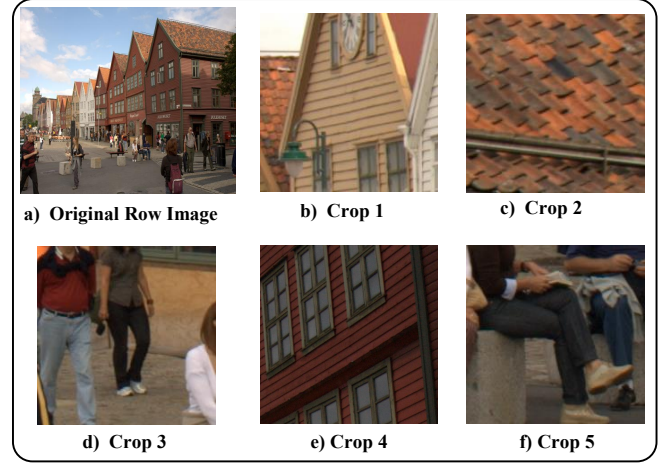 a) Original Row Image
b) Crop 1
c) Crop 2
d) Crop 3
e) Crop 4
f) Crop 5